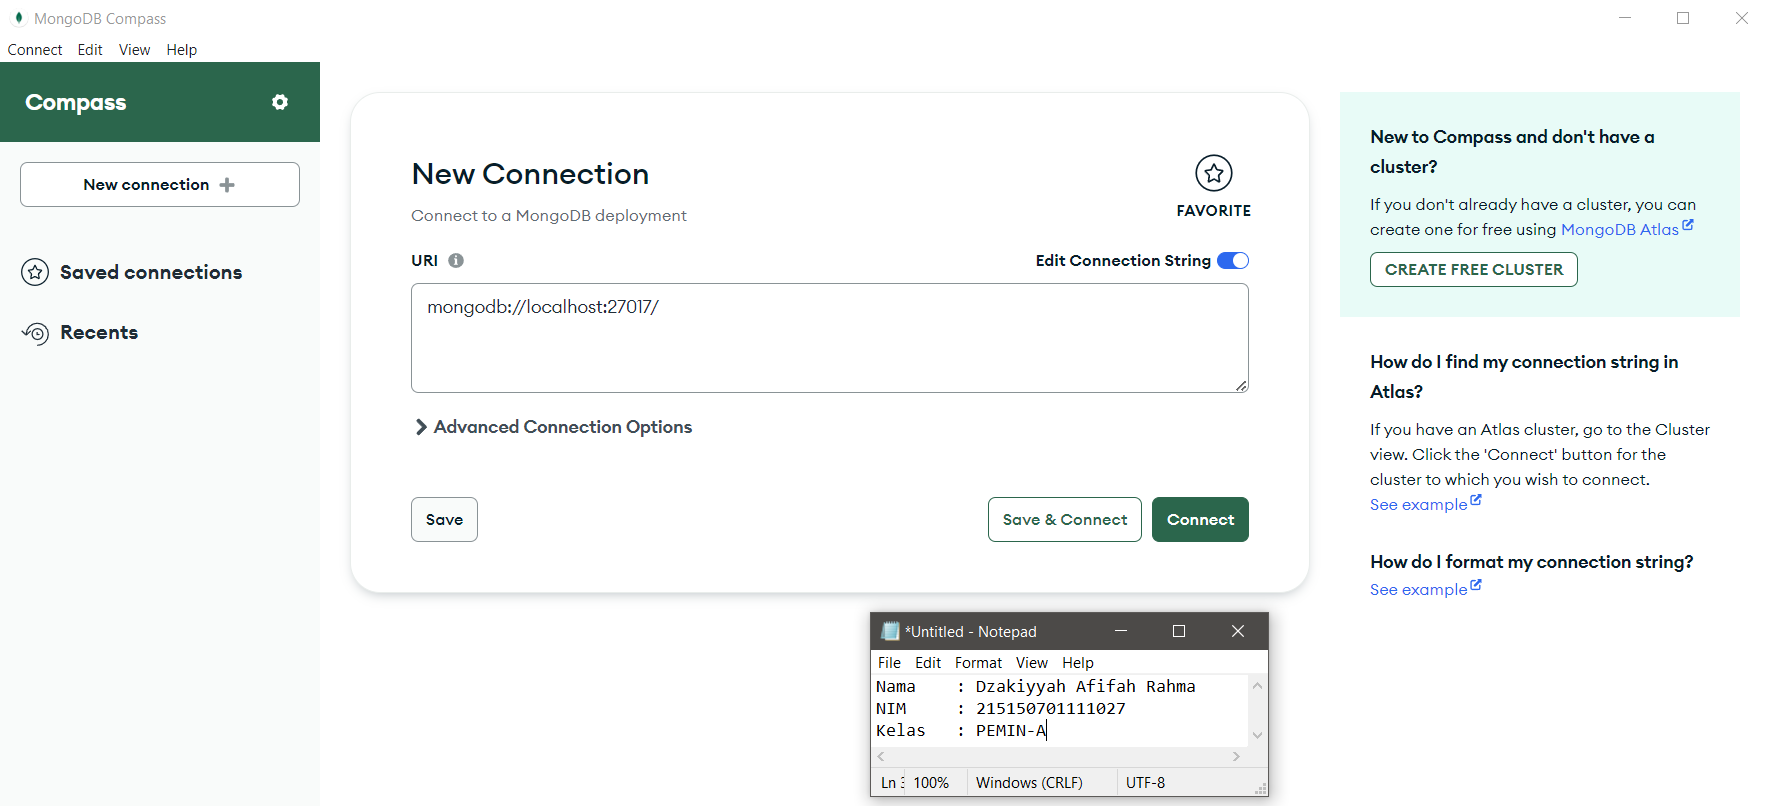 MongoDB Compass
Connect Edit View Help
Compass
New connection
Saved connections
Recents
New Connection
Connect to a MongoDB deployment
FAVORITE
URI
Edit Connection String
mongodb://localhost:27017/
Advanced Connection Options
Save
Save & Connect
Connect
New to Compass and don't have a
cluster?
If you don't already have a cluster, you can
create one for free using MongoDB Atlas
CREATE FREE CLUSTER
How do I find my connection string in
Atlas?
If you have an Atlas cluster, go to the Cluster
view. Click the 'Connect' button for the
cluster to which you wish to connect.
See example
How do I format my connection string?
See example
*Untitled - Notepad
File Edit Format View Help
Nama : Dzakiyyah Afifah Rahma
NIM : 215150701111027
Kelas : PEMIN-A
Ln 100% Windows (CRLF) UTF-8